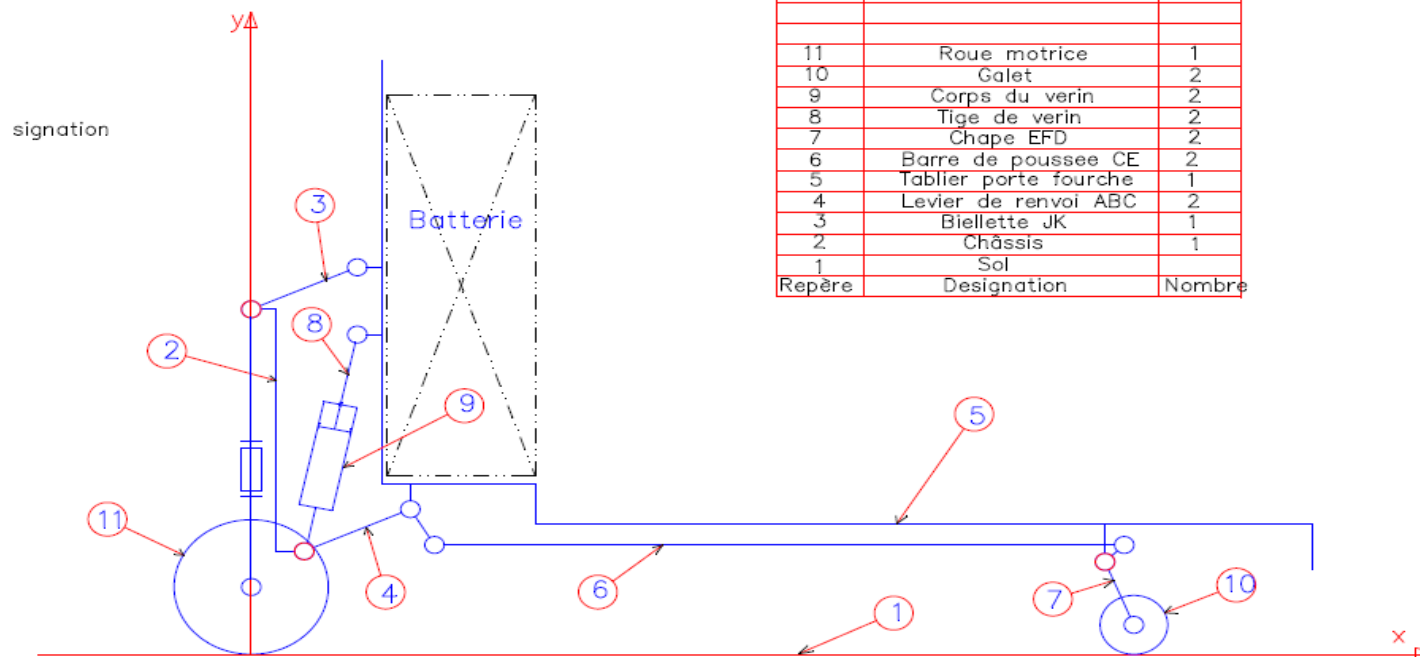 y
signation
11 Roue motrice 1
10 Galet 2
9 Corps du verin 2
8 Tige de verin 2
7 Chape EFD 2
6 Barre de poussee CE 2
5 Tablier porte fourche 1
4 Levier de renvoi ABC 2
3 Biellette JK 1
2 Châssis 1
1 Sol
Repère Designation Nombre
3
Batterie
8
2
9
5
11
4
6
7
10
1
x